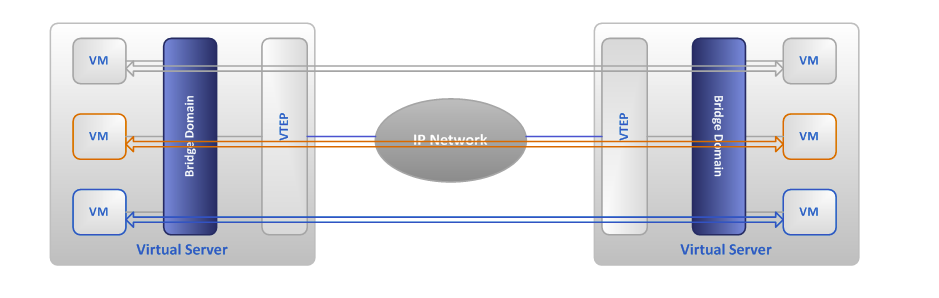 VM
VM
VM
Bridge Domain
VTEP
Virtual Server
IP Network
VTEP
Bridge Domain
VM
VM
VM
Virtual Server